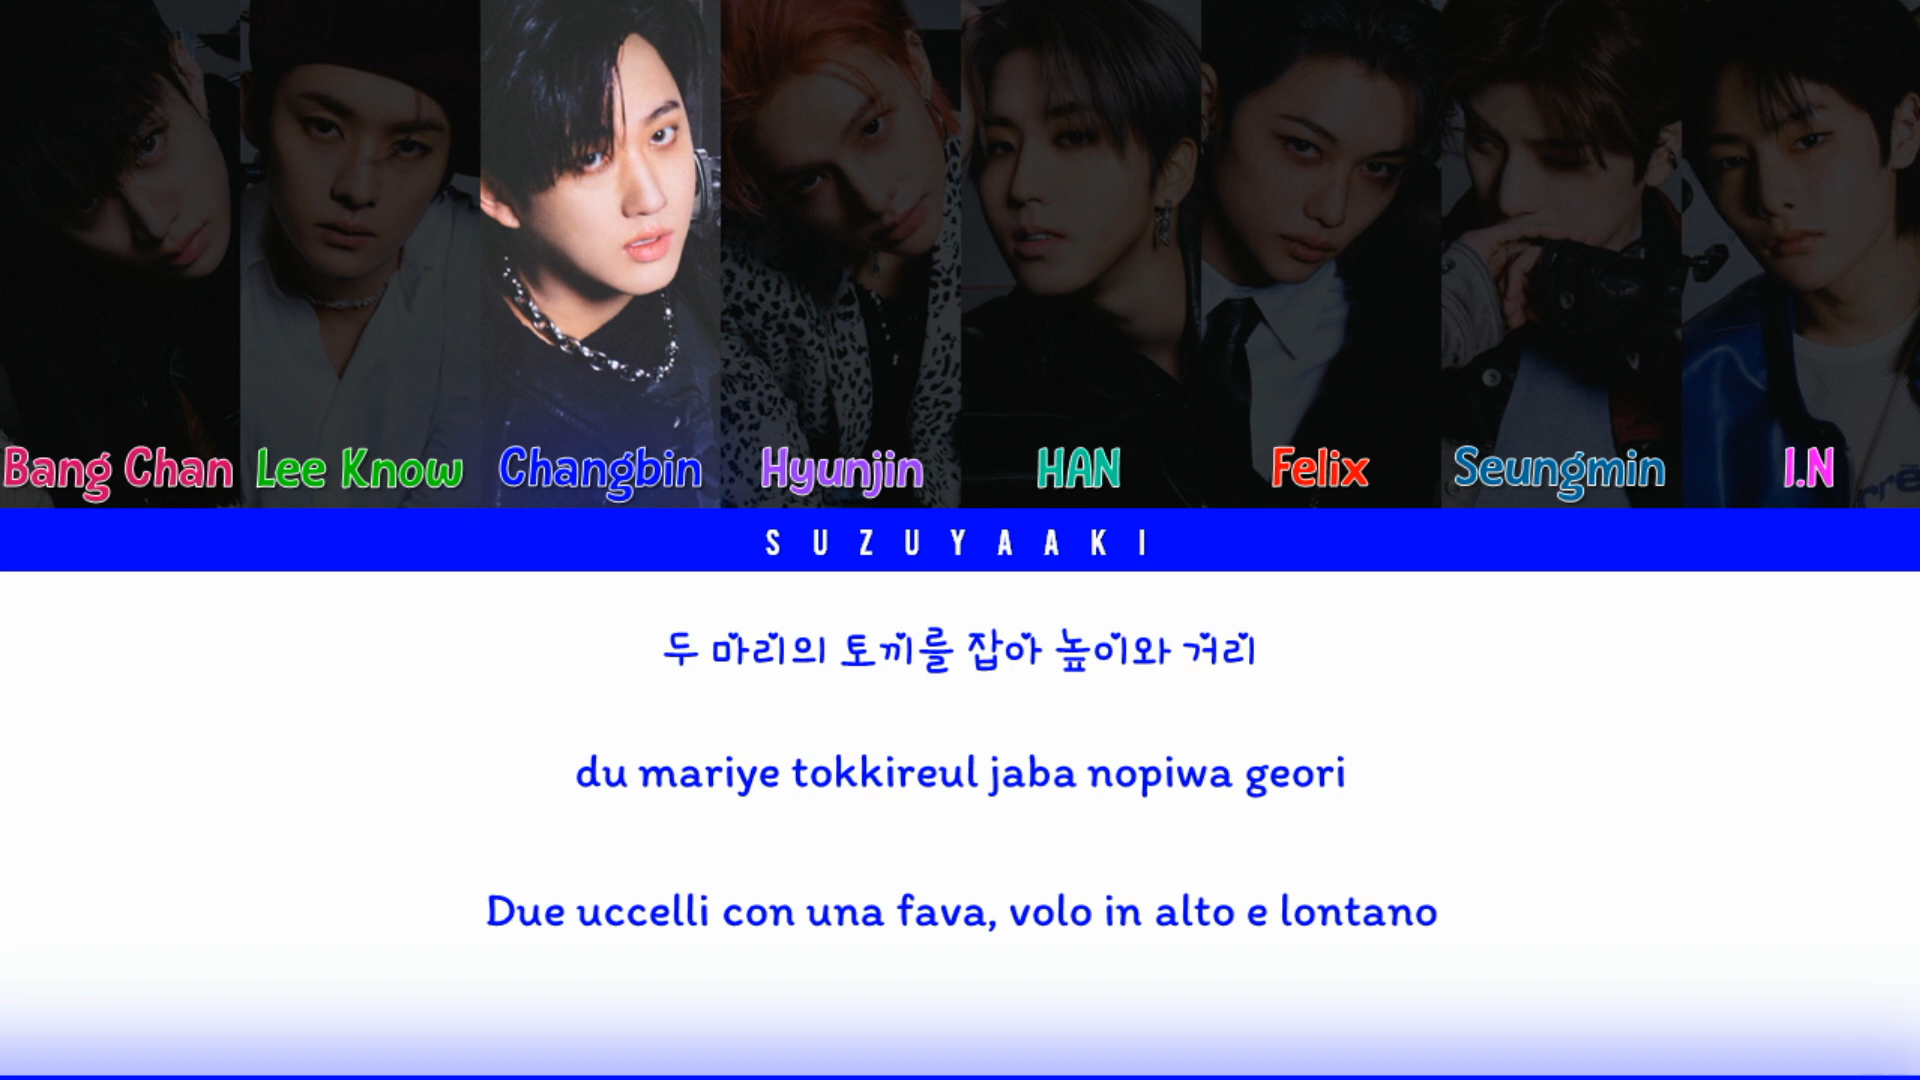 Bang Chan Lee Know Changbin Hyunjin HAN Felix Seungmin I.N
SUZUYAAKI
두 마리의 토끼를 잡아 높이와 거리
du mariye tokkireul jaba nopiwa geori
Due uccelli con una fava, volo in alto e lontano